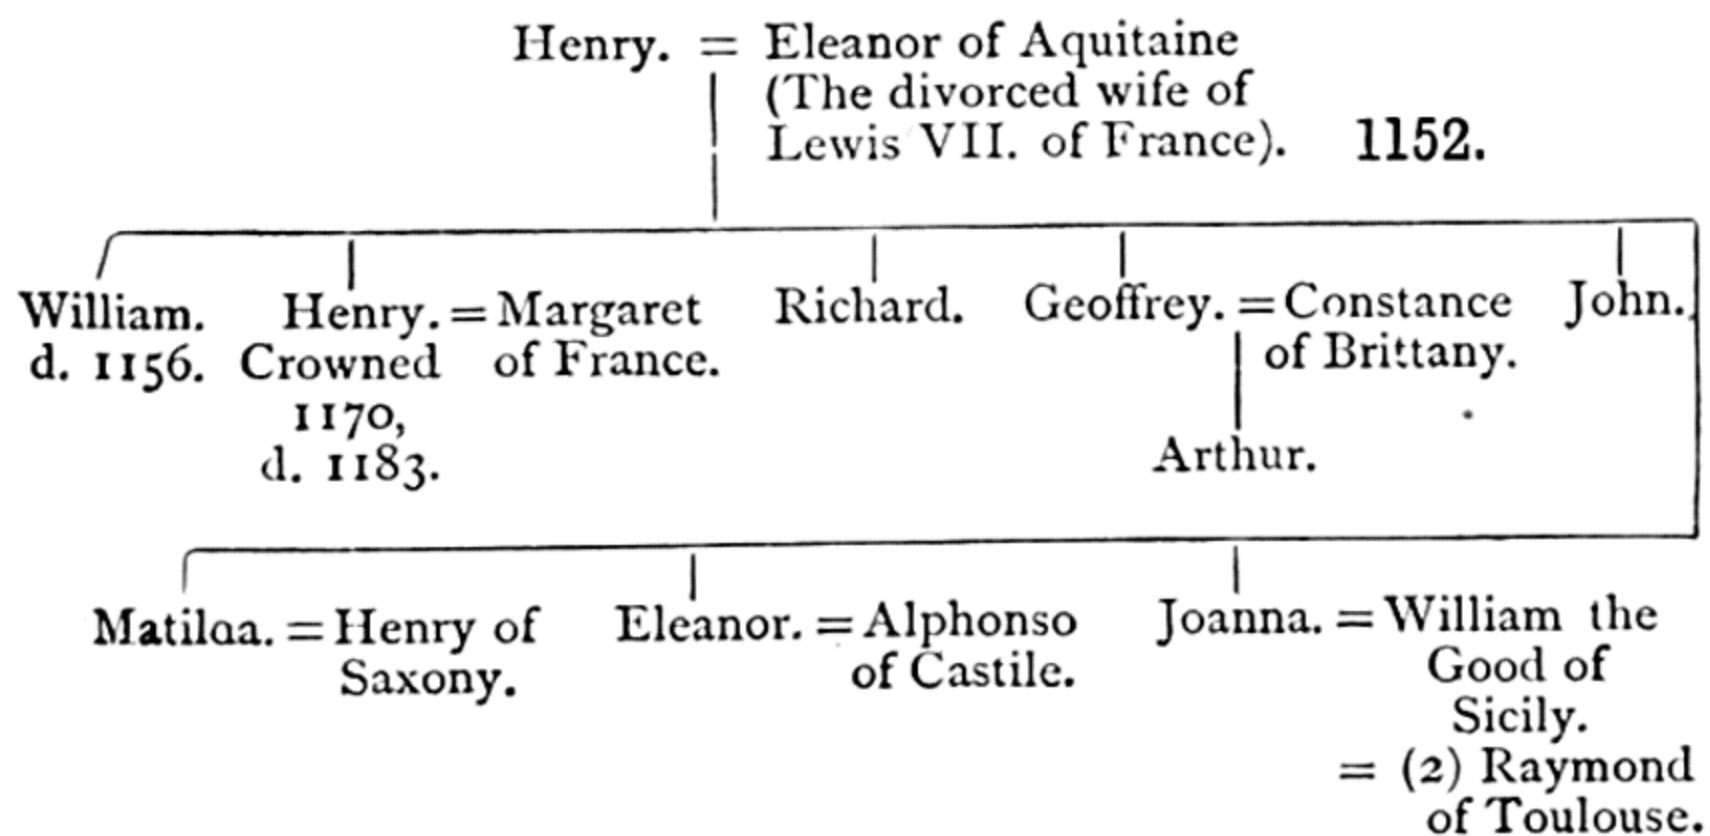 Henry. = Eleanor of Aquitaine
(The divorced wife of
Lewis VII. of France). 1152.
William. Henry. = Margaret Richard. Geoffrey. = Constance John.
d. 1156. Crowned of France. of Brittany.
1170,
d. 1183. Arthur.
Matilda. = Henry of Eleanor. = Alphonso Joanna. = William the
Saxony. of Castile. Good of
Sicily.
= (2) Raymond
of Toulouse.